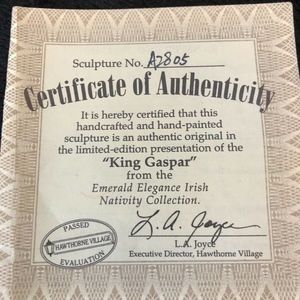 Sculpture No. A2805
Certificate of Authenticity
It is hereby certified that this
handcrafted and hand-painted
sculpture is an authentic original in
the limited-edition presentation of the
"King Gaspar"
from the
Emerald Elegance Irish
Nativity Collection.
L. A. Joyce
L.A. Joyce
Executive Director, Hawthorne Village
PASSED
HAWTHORNE VILLAGE
EVALUATION